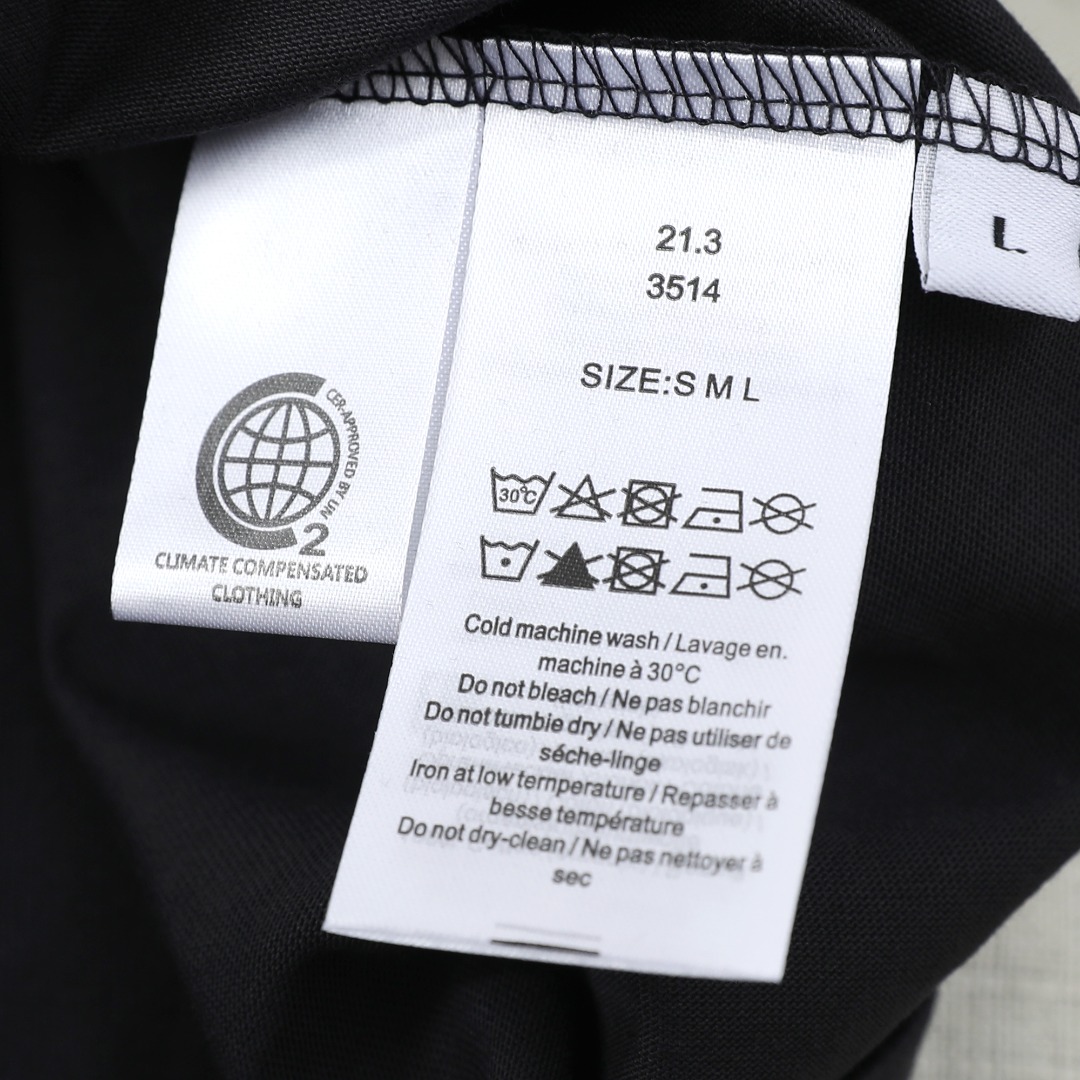 21.3
3514
SIZE:S M L
30°C
Cold machine wash / Lavage en.
machine à 30°C
Do not bleach / Ne pas blanchir
Do not tumbie dry / Ne pas utiliser de
séche-linge
Iron at low ternperature / Repasser à
besse température
Do not dry-clean / Ne pas nettoyer à
sec
CER-APPROVED BY UN
2
CLIMATE COMPENSATED
CLOTHING
L